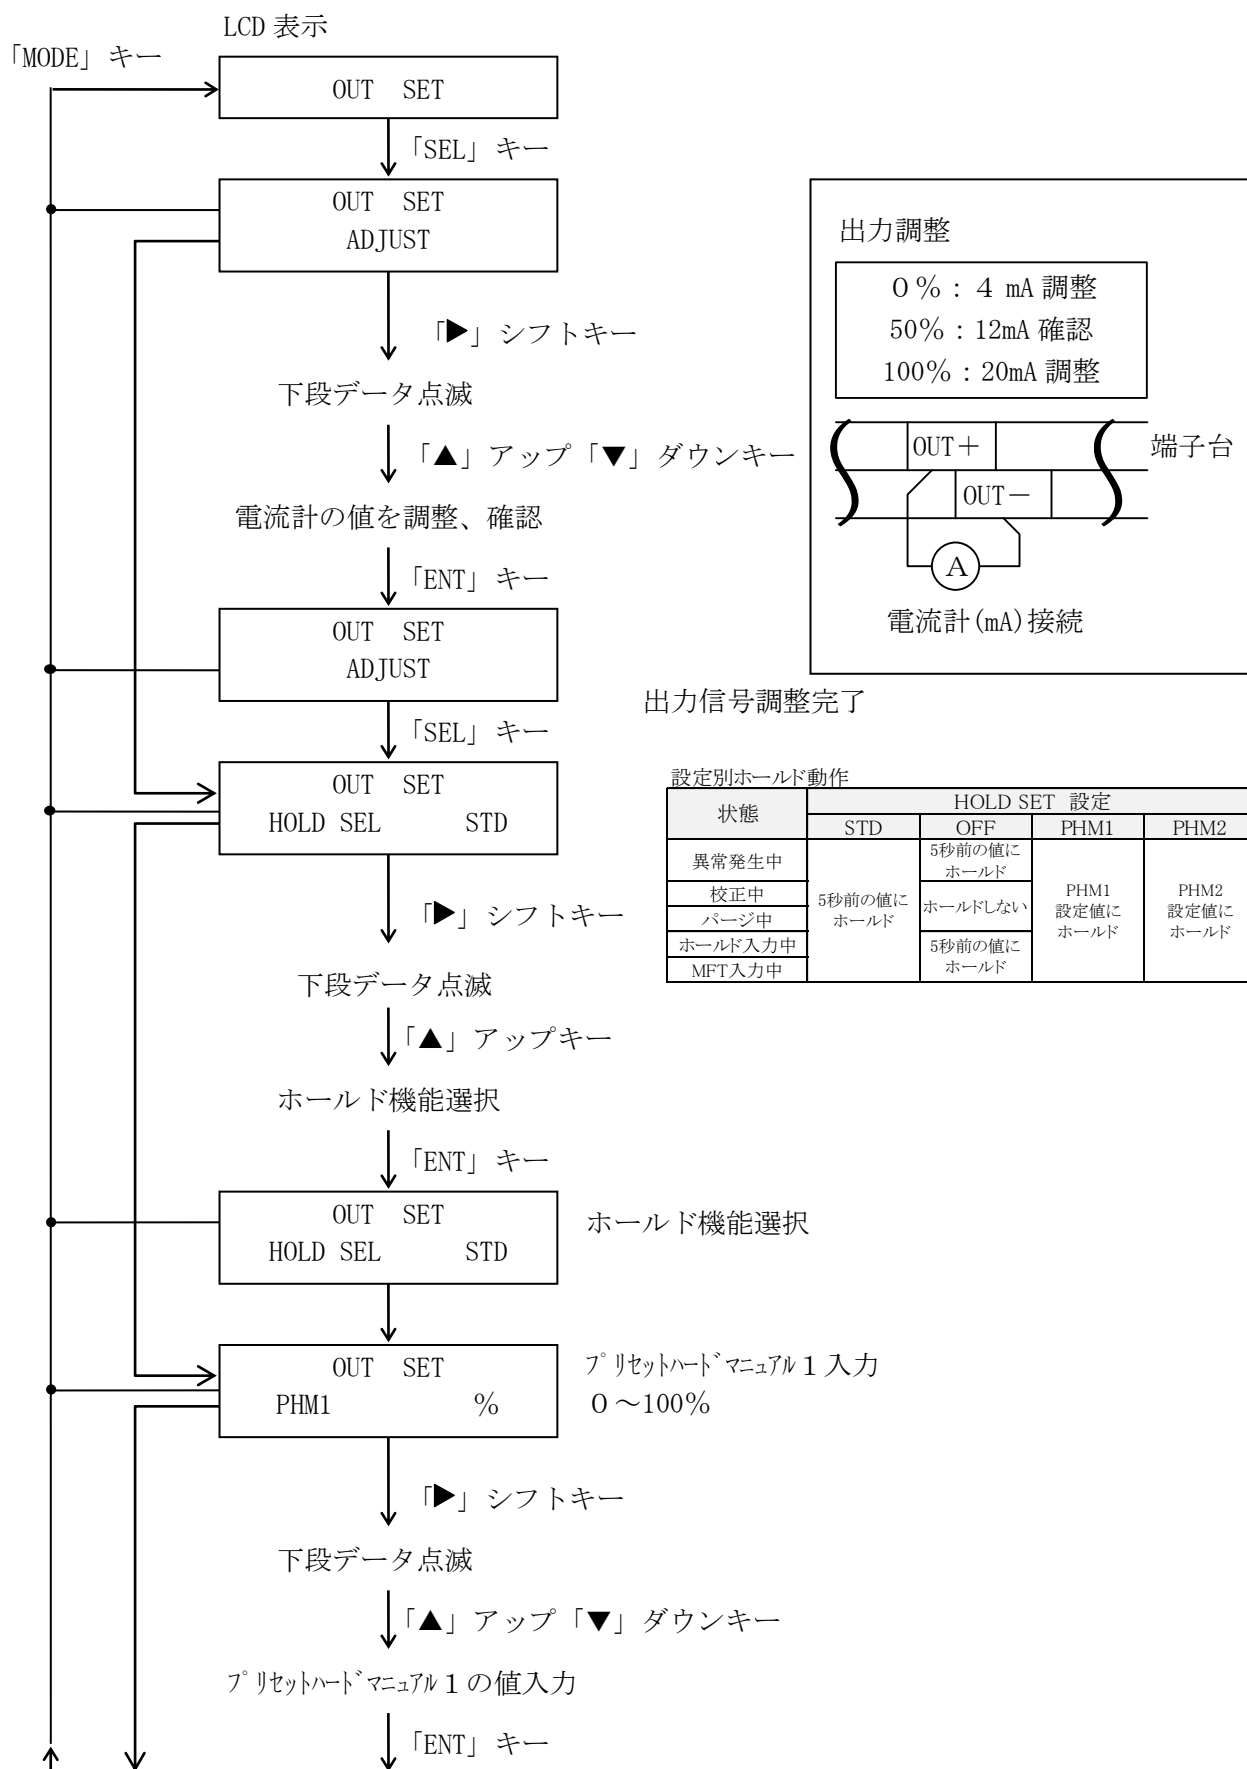 LCD 表示
「MODE」キー
OUT SET
「SEL」キー
OUT SET
ADJUST
「▶」シフトキー
下段データ点滅
「▲」アップ「▼」ダウンキー
電流計の値を調整、確認
「ENT」キー
OUT SET
ADJUST
出力調整
0%：4 mA 調整
50%：12mA 確認
100%：20mA 調整
OUT＋
端子台
OUT－
A
電流計(mA)接続
出力信号調整完了
「SEL」キー
OUT SET
HOLD SEL STD
設定別ホールド動作
状態 HOLD SET 設定
STD OFF PHM1 PHM2
異常発生中
校正中
パージ中
ホールド入力中
MFT入力中
5秒前の値に
ホールド
5秒前の値に
ホールド
ホールドしない
5秒前の値に
ホールド
PHM1
設定値に
ホールド
PHM2
設定値に
ホールド
「▶」シフトキー
下段データ点滅
「▲」アップキー
ホールド機能選択
「ENT」キー
OUT SET
HOLD SEL STD
ホールド機能選択
OUT SET
PHM1 %
ﾌﾟﾘｾｯﾄﾊｰﾄﾞﾏﾆｭｱﾙ１入力
0～100%
「▶」シフトキー
下段データ点滅
「▲」アップ「▼」ダウンキー
ﾌﾟﾘｾｯﾄﾊｰﾄﾞﾏﾆｭｱﾙ１の値入力
「ENT」キー